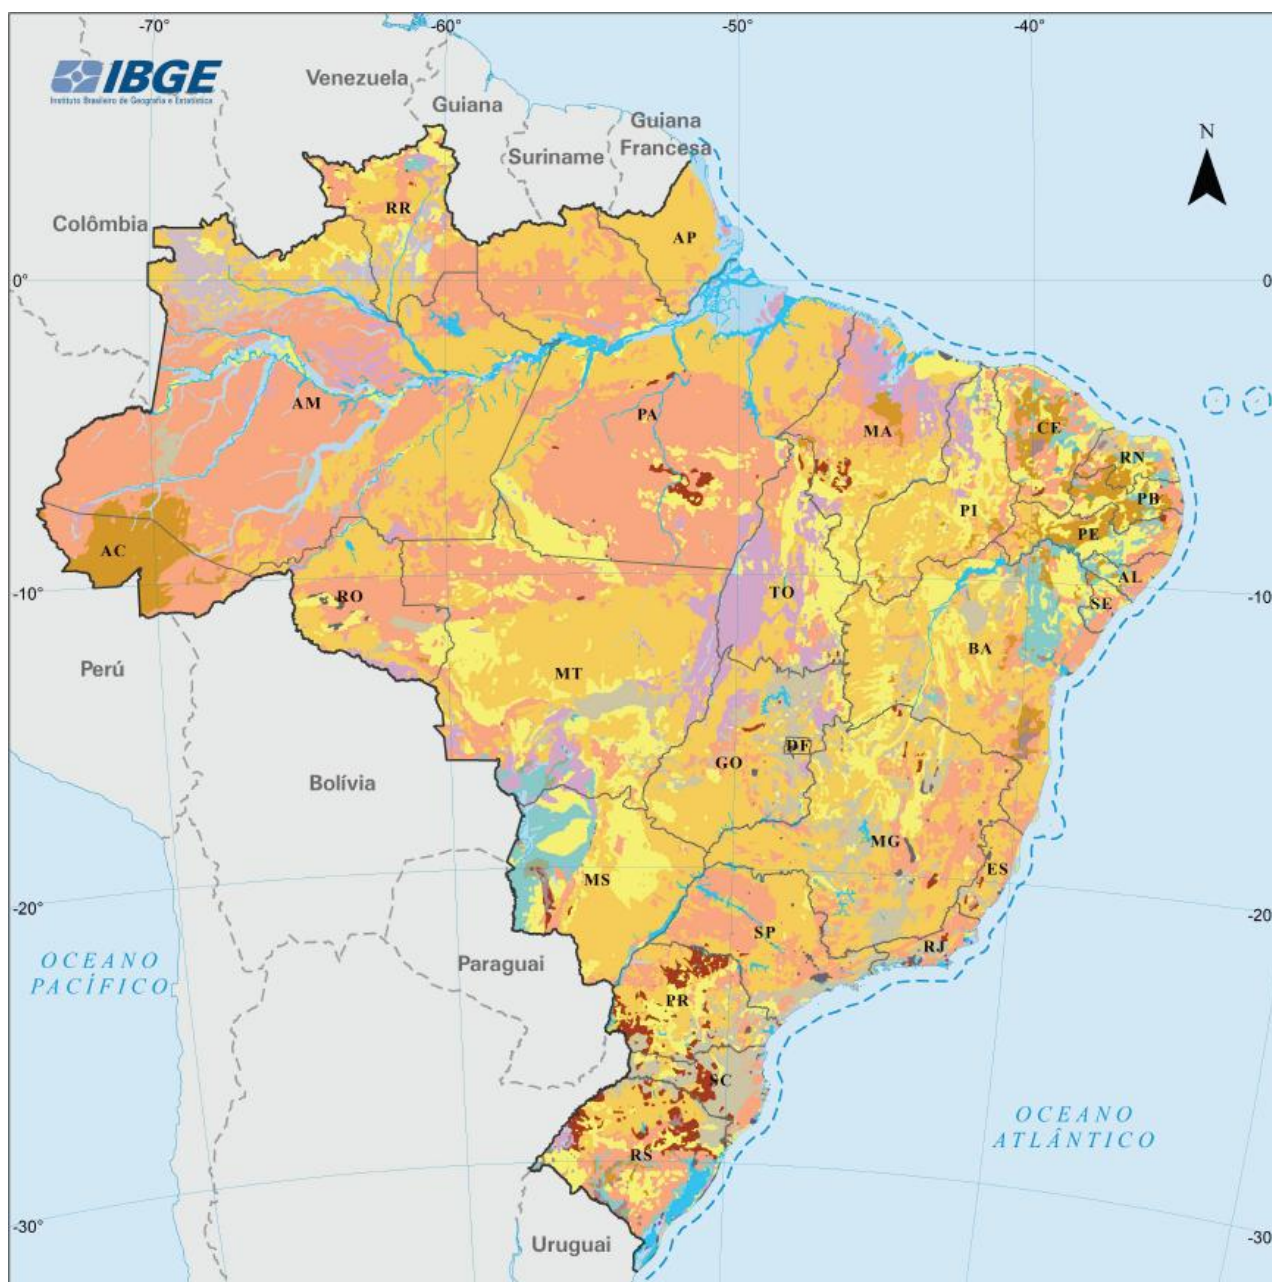 -70°
-60°
-50°
-40°
IBGE
Instituto Brasileiro de Geografia e Estatística
Venezuela
Guiana
Suriname
Guiana
Francesa
N
Colômbia
RR
AP
0°
0°
AM
PA
MA
CE
RN
PB
PI
PE
AC
AL
-10°
-10
RO
TO
SE
BA
Perú
MT
DF
GO
Bolívia
MG
ES
MS
-20°
-20
SP
RJ
OCEANO
PACÍFICO
Paraguai
PR
SC
OCEANO
ATLÂNTICO
RS
-30°
-30
Uruguai